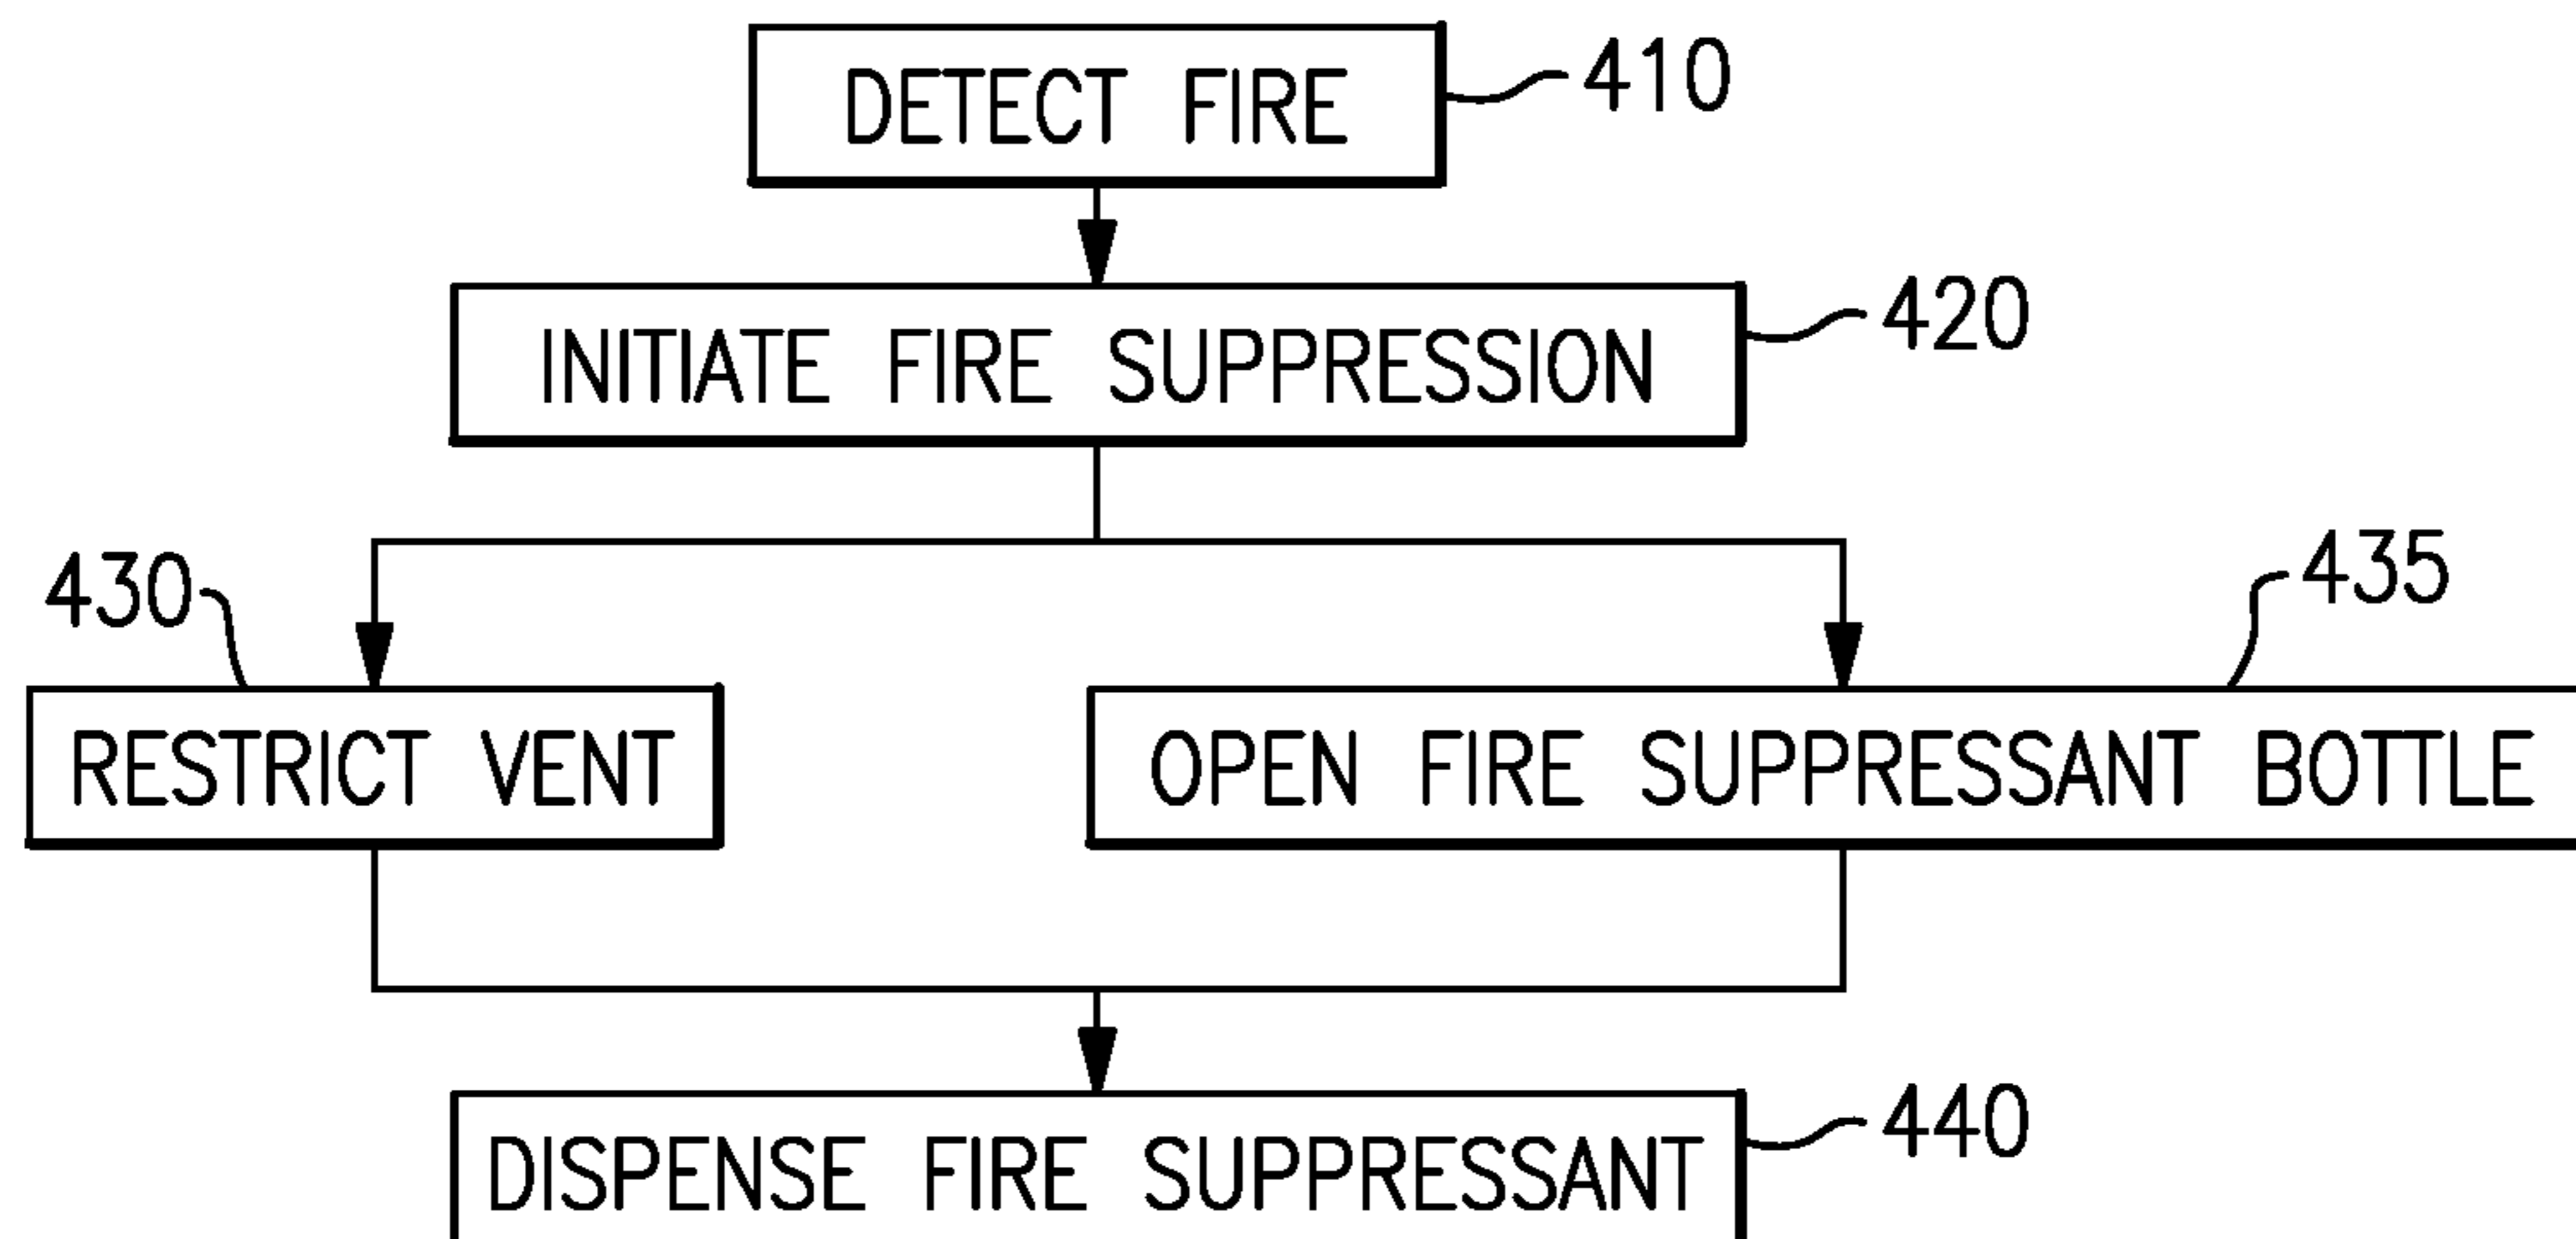 DETECT FIRE
410
INITIATE FIRE SUPPRESSION
420
430
435
RESTRICT VENT
OPEN FIRE SUPPRESSANT BOTTLE
DISPENSE FIRE SUPPRESSANT
440